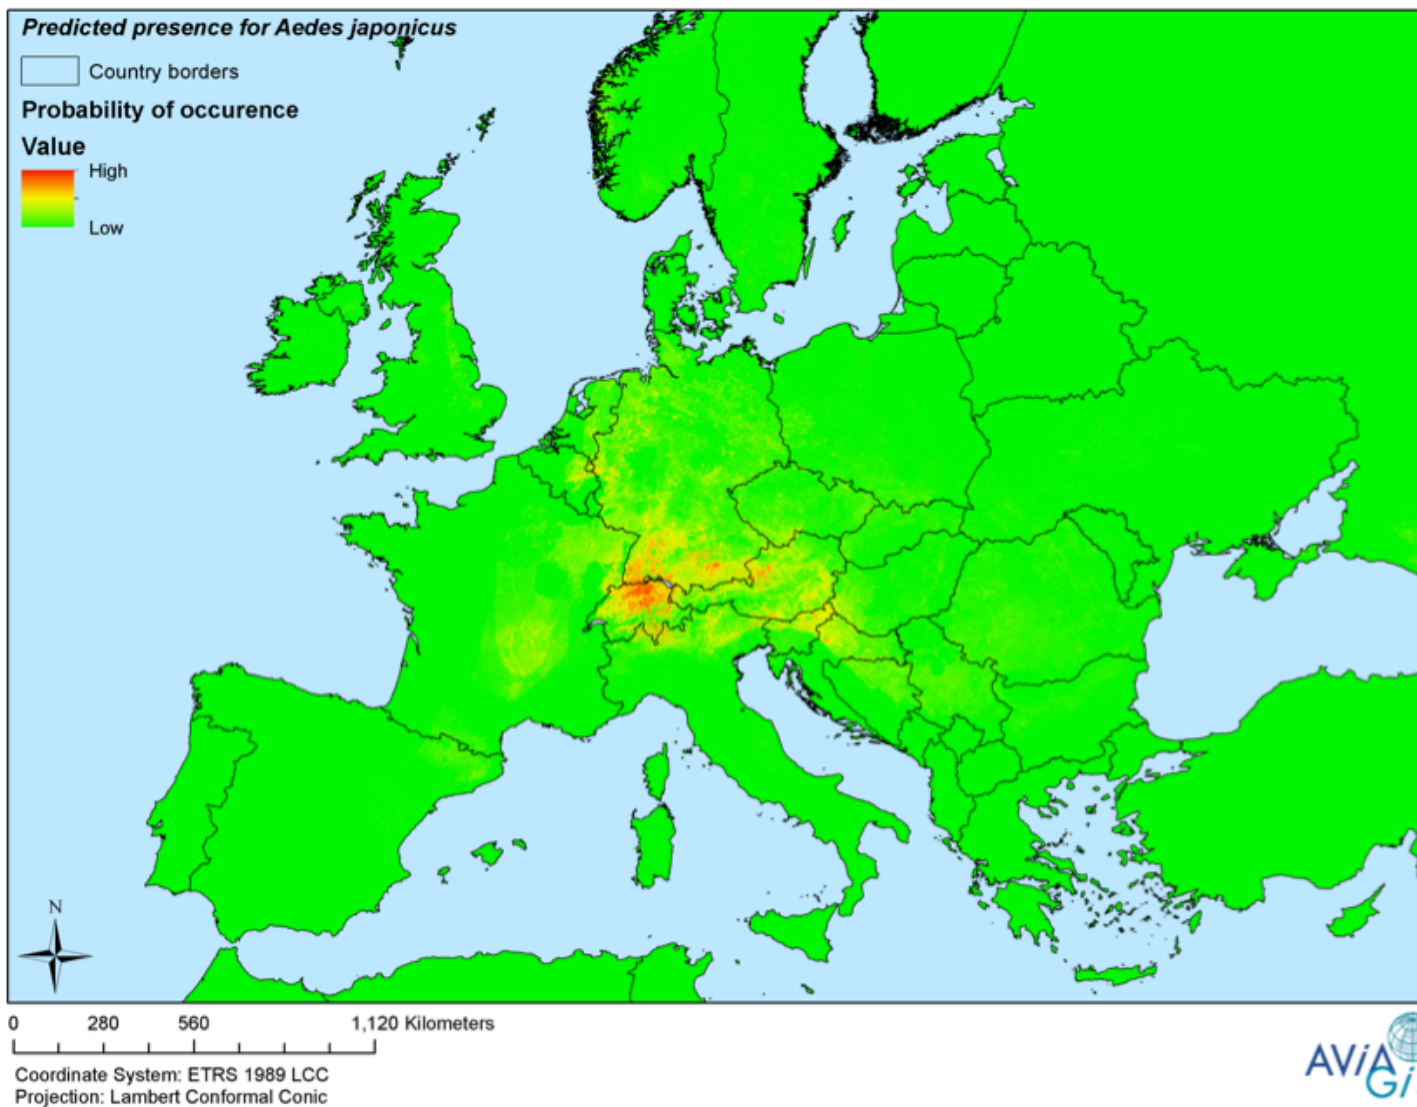 Predicted presence for Aedes japonicus
Country borders
Probability of occurence
Value
High
Low
N
0 280 560 1,120 Kilometers
Coordinate System: ETRS 1989 LCC
Projection: Lambert Conformal Conic
AViA
Gi